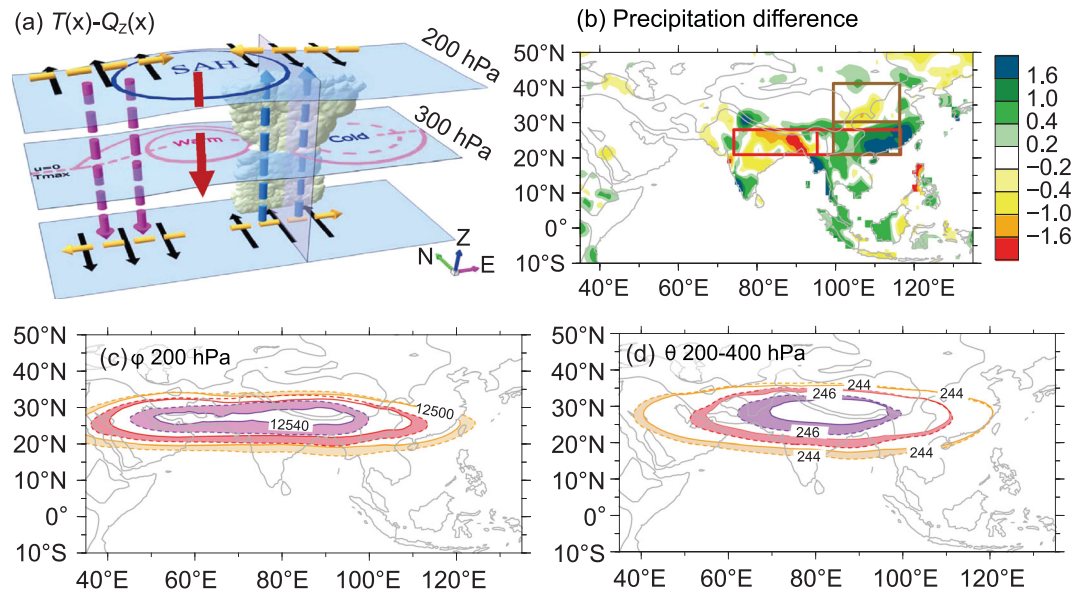 (a) T(x)-Q_Z(x)
200 hPa
SAH
300 hPa
Warm
Cold
u=0
Tmax
Z
N
E
(b) Precipitation difference
50°N
40°N
30°N
20°N
10°N
0°
10°S
40°E
60°E
80°E
100°E
120°E
1.6
1.0
0.4
0.2
−0.2
−0.4
−1.0
−1.6
(c) φ 200 hPa
50°N
40°N
30°N
20°N
10°N
0°
10°S
40°E
60°E
80°E
100°E
120°E
12500
12540
(d) θ 200-400 hPa
50°N
40°N
30°N
20°N
10°N
0°
10°S
40°E
60°E
80°E
100°E
120°E
244
246
244
246
244
244